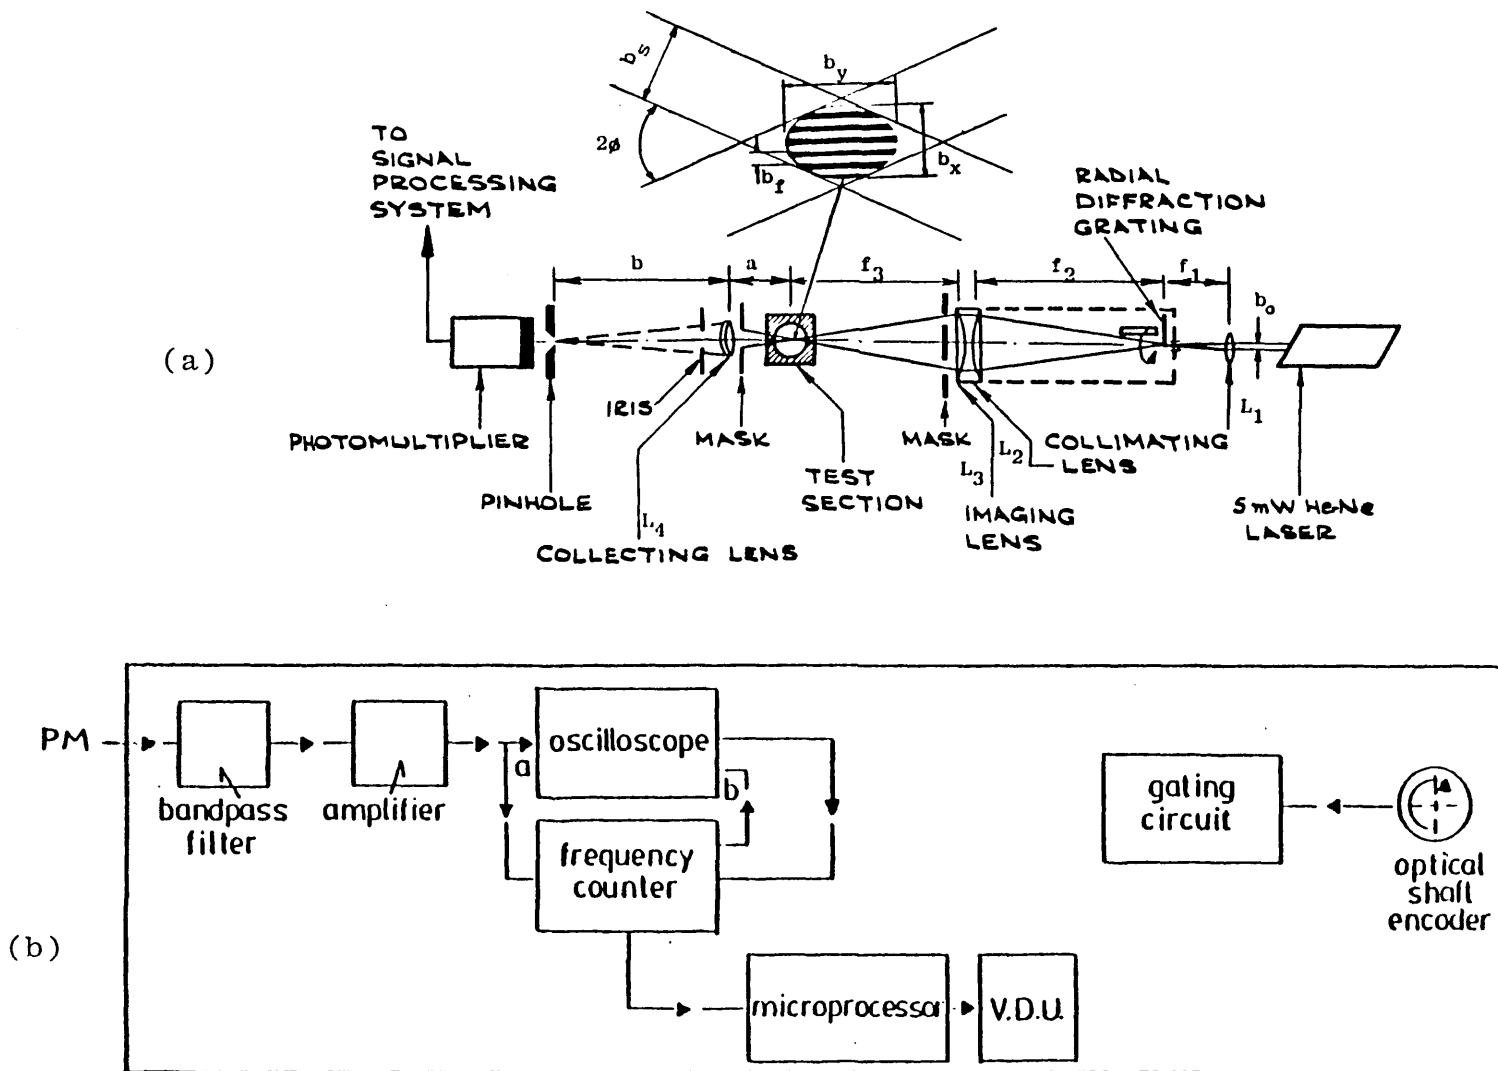 b_s
b_y
2ø
b_f
b_x
TO
SIGNAL
PROCESSING
SYSTEM
RADIAL
DIFFRACTION
GRATING
b
a
f_3
f_2
f_1
b_o
(a)
IRIS
PHOTOMULTIPLIER
MASK
MASK
COLLIMATING
LENS
L_1
L_2
L_3
PINHOLE
TEST
SECTION
IMAGING
LENS
5mW He-Ne
LASER
L_4
COLLECTING LENS
PM
oscilloscope
a
b
bandpass
filter
amplifier
gating
circuit
frequency
counter
optical
shaft
encoder
(b)
microprocessor
V.D.U.